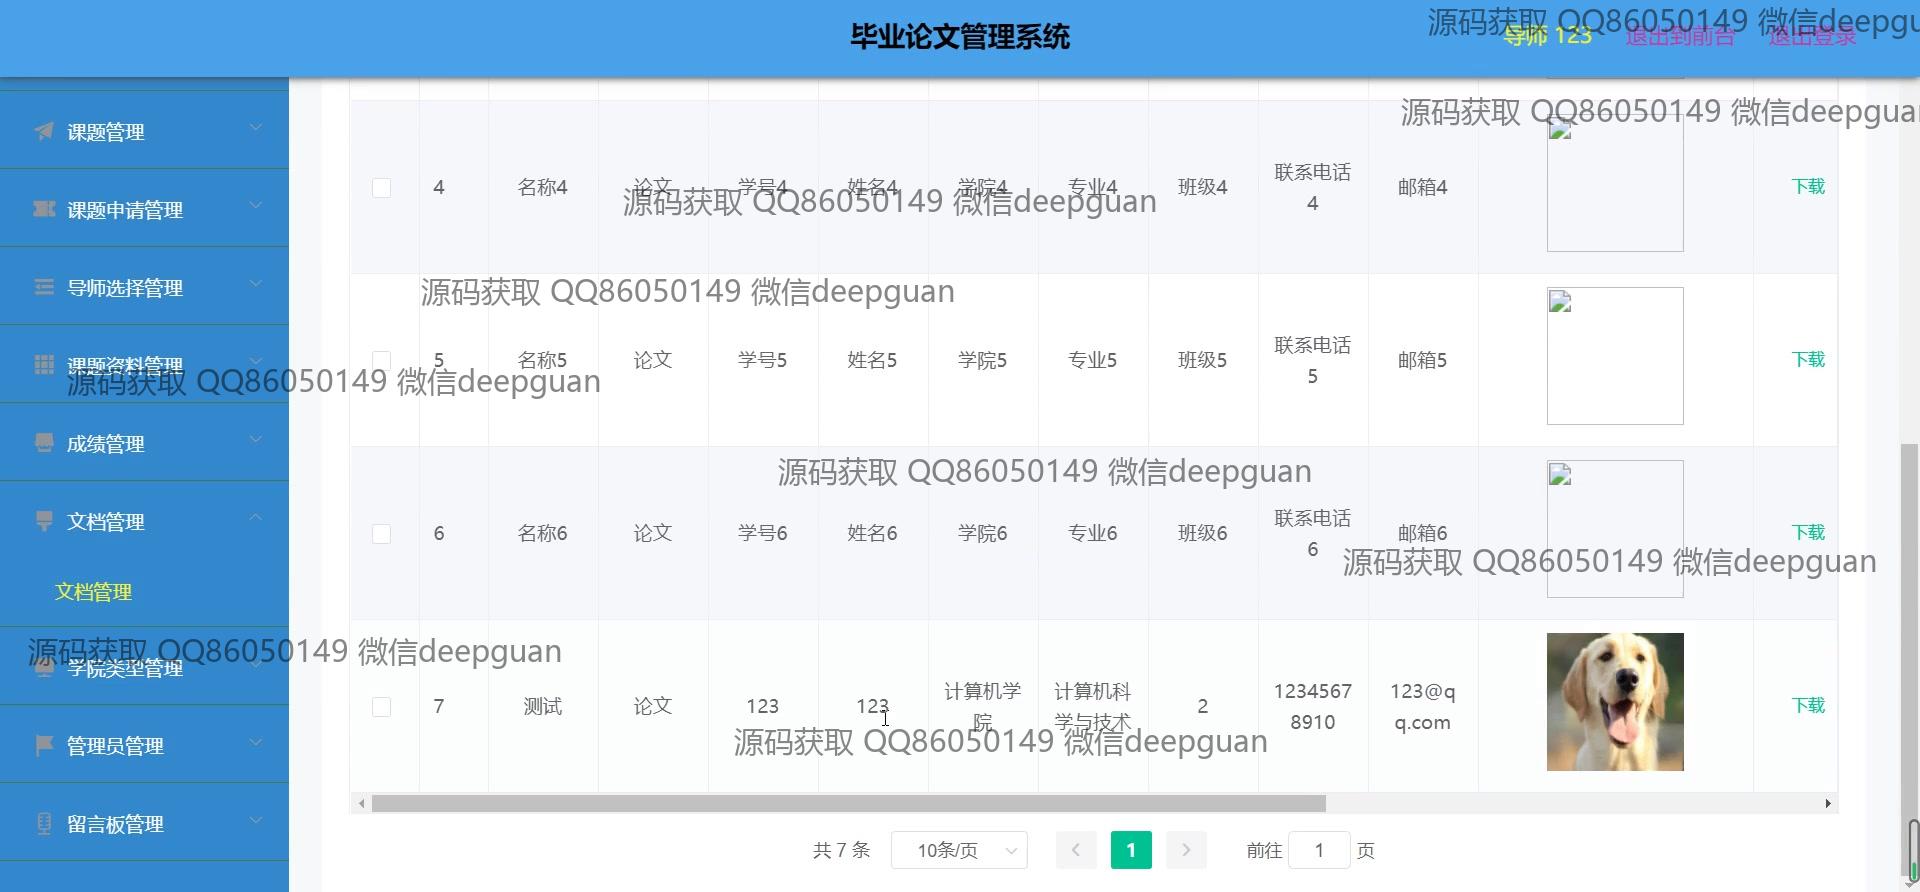 毕业论文管理系统
导师 123
退出到前台
退出登录
源码获取 QQ86050149 微信deepgu
源码获取 QQ86050149 微信deepguan
课题管理
课题申请管理
导师选择管理
课题资料管理
源码获取 QQ86050149 微信deepguan
成绩管理
文档管理
文档管理
源码获取 QQ86050149 微信deepguan
学院类型管理
管理员管理
留言板管理
4 名称4 论文 学号4 姓名4 学院4 专业4 班级4 联系电话4 邮箱4 下载
源码获取 QQ86050149 微信deepguan
源码获取 QQ86050149 微信deepguan
5 名称5 论文 学号5 姓名5 学院5 专业5 班级5 联系电话5 邮箱5 下载
源码获取 QQ86050149 微信deepguan
6 名称6 论文 学号6 姓名6 学院6 专业6 班级6 联系电话6 邮箱6 下载
源码获取 QQ86050149 微信deepguan
7 测试 论文 123 123 计算机学院 计算机科学与技术 2 12345678910 123@qq.com 下载
源码获取 QQ86050149 微信deepguan
共 7 条 10条/页 1 前往 1 页